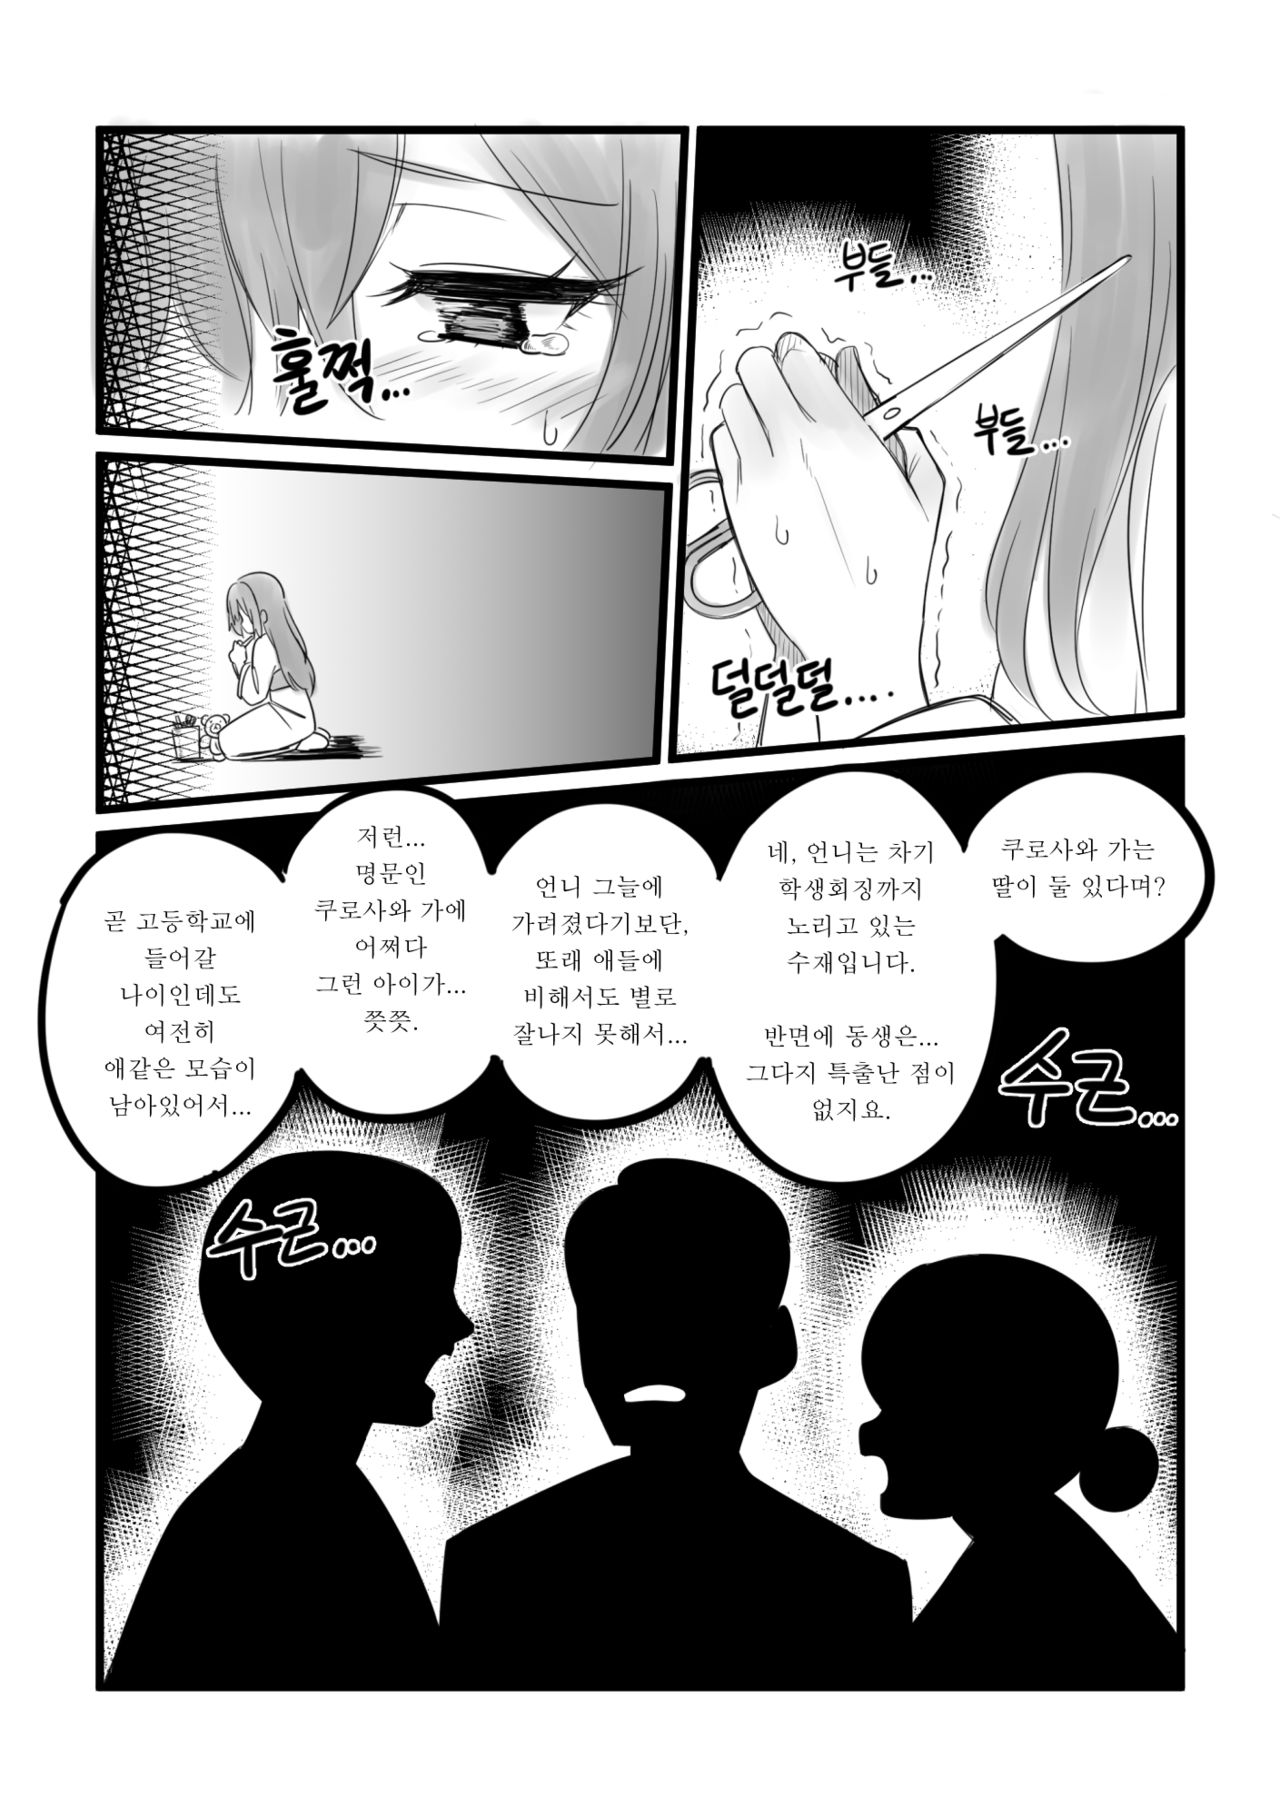 부들...
부들...
덜덜덜....
훌쩍...
쿠로사와 가는
딸이 둘 있다며?
네, 언니는 차기
학생회장까지
노리고 있는
수재입니다.
반면에 동생은...
그다지 특출난 점이
없지요.
언니 그늘에
가려졌다기보단,
또래 애들에
비해서도 별로
잘나지 못해서...
저런...
명문인
쿠로사와 가에
어쩌다
그런 아이가...
쯧쯧.
곧 고등학교에
들어갈
나이인데도
여전히
애같은 모습이
남아있어서...
수근...
수근...